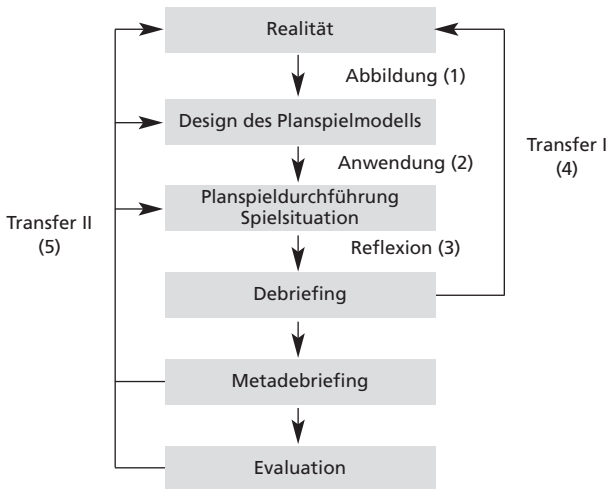 Realität
Abbildung (1)
Design des Planspielmodells
Transfer I
(4)
Anwendung (2)
Planspieldurchführung
Spielsituation
Transfer II
(5)
Reflexion (3)
Debriefing
Metadebriefing
Evaluation